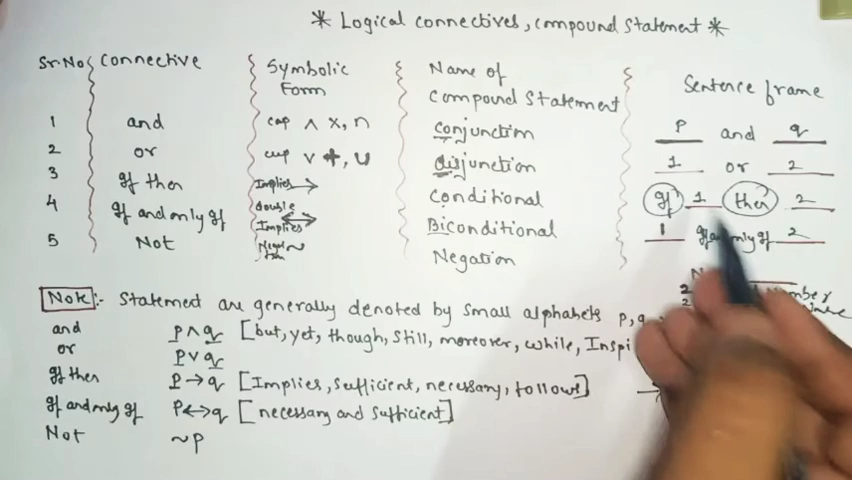 * Logical connectives, compound statement *
Sr.No Connective Symbolic Form Name of Compound Statement Sentence frame
1 and cap ∧ x, ∩ conjunction P and q
2 or cup ∨ +, ∪ disjunction 1 or 2
3 If then Implies → Conditional If 1 then 2
4 If and only If double Implies ↔ Biconditional 1 If and only If 2
5 Not ~ Negation
Note :- Statement are generally denoted by small alphabets p, q
and p ∧ q [but, yet, though, still, moreover, while, Inspi
or p ∨ q
If then p → q [Implies, sufficient, necessary, follows]
If and only If p ↔ q [necessary and sufficient]
Not ~p